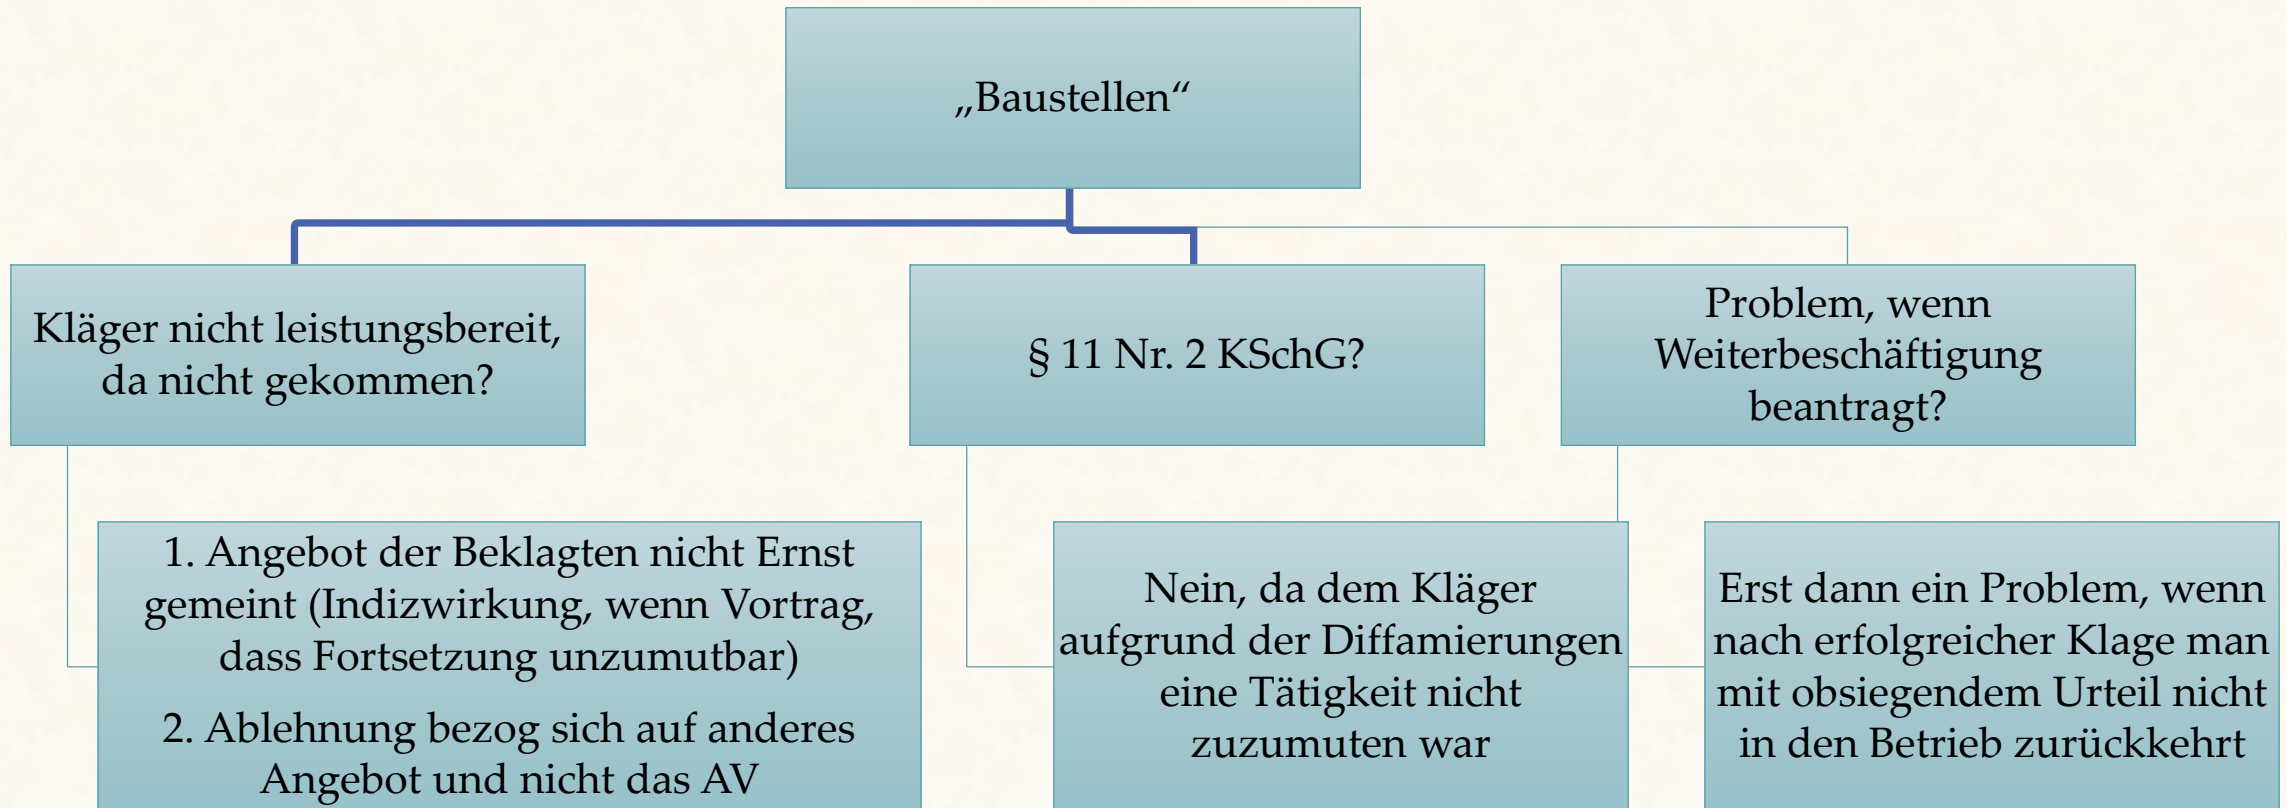 „Baustellen“
Kläger nicht leistungsbereit,
da nicht gekommen?
§ 11 Nr. 2 KSchG?
Problem, wenn
Weiterbeschäftigung
beantragt?
1. Angebot der Beklagten nicht Ernst
gemeint (Indizwirkung, wenn Vortrag,
dass Fortsetzung unzumutbar)
2. Ablehnung bezog sich auf anderes
Angebot und nicht das AV
Nein, da dem Kläger
aufgrund der Diffamierungen
eine Tätigkeit nicht
zuzumuten war
Erst dann ein Problem, wenn
nach erfolgreicher Klage man
mit obsiegendem Urteil nicht
in den Betrieb zurückkehrt